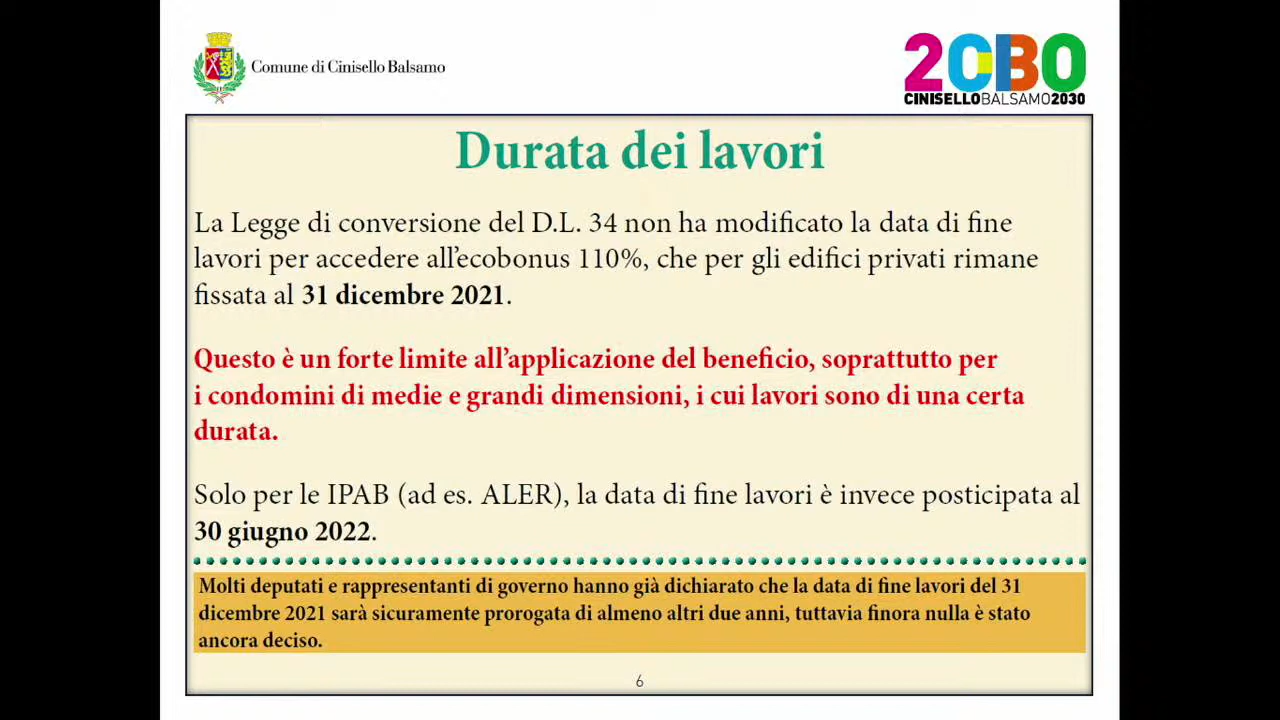 Comune di Cinisello Balsamo
2CBO
CINISELLOBALSAMO2030
Durata dei lavori
La Legge di conversione del D.L. 34 non ha modificato la data di fine
lavori per accedere all’ecobonus 110%, che per gli edifici privati rimane
fissata al 31 dicembre 2021.
Questo è un forte limite all’applicazione del beneficio, soprattutto per
i condomini di medie e grandi dimensioni, i cui lavori sono di una certa
durata.
Solo per le IPAB (ad es. ALER), la data di fine lavori è invece posticipata al
30 giugno 2022.
Molti deputati e rappresentanti di governo hanno già dichiarato che la data di fine lavori del 31
dicembre 2021 sarà sicuramente prorogata di almeno altri due anni, tuttavia finora nulla è stato
ancora deciso.
6